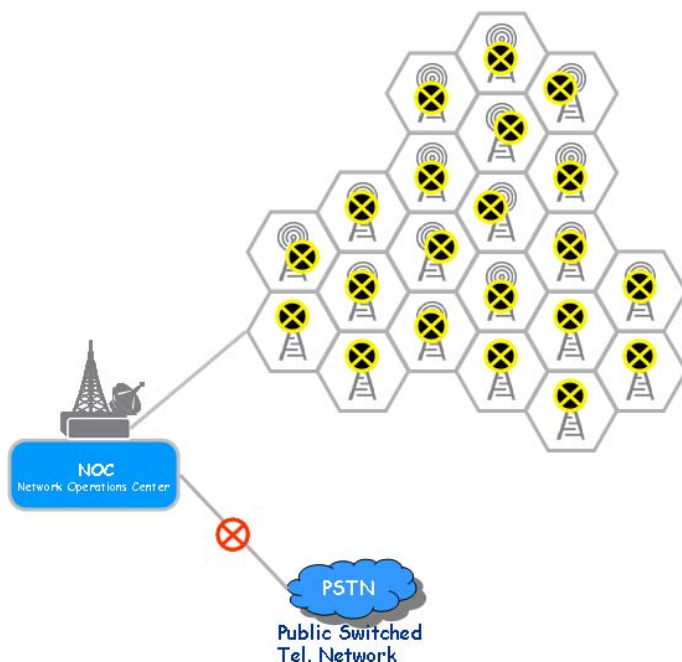 NOC
Network Operations Center
PSTN
Public Switched
Tel. Network